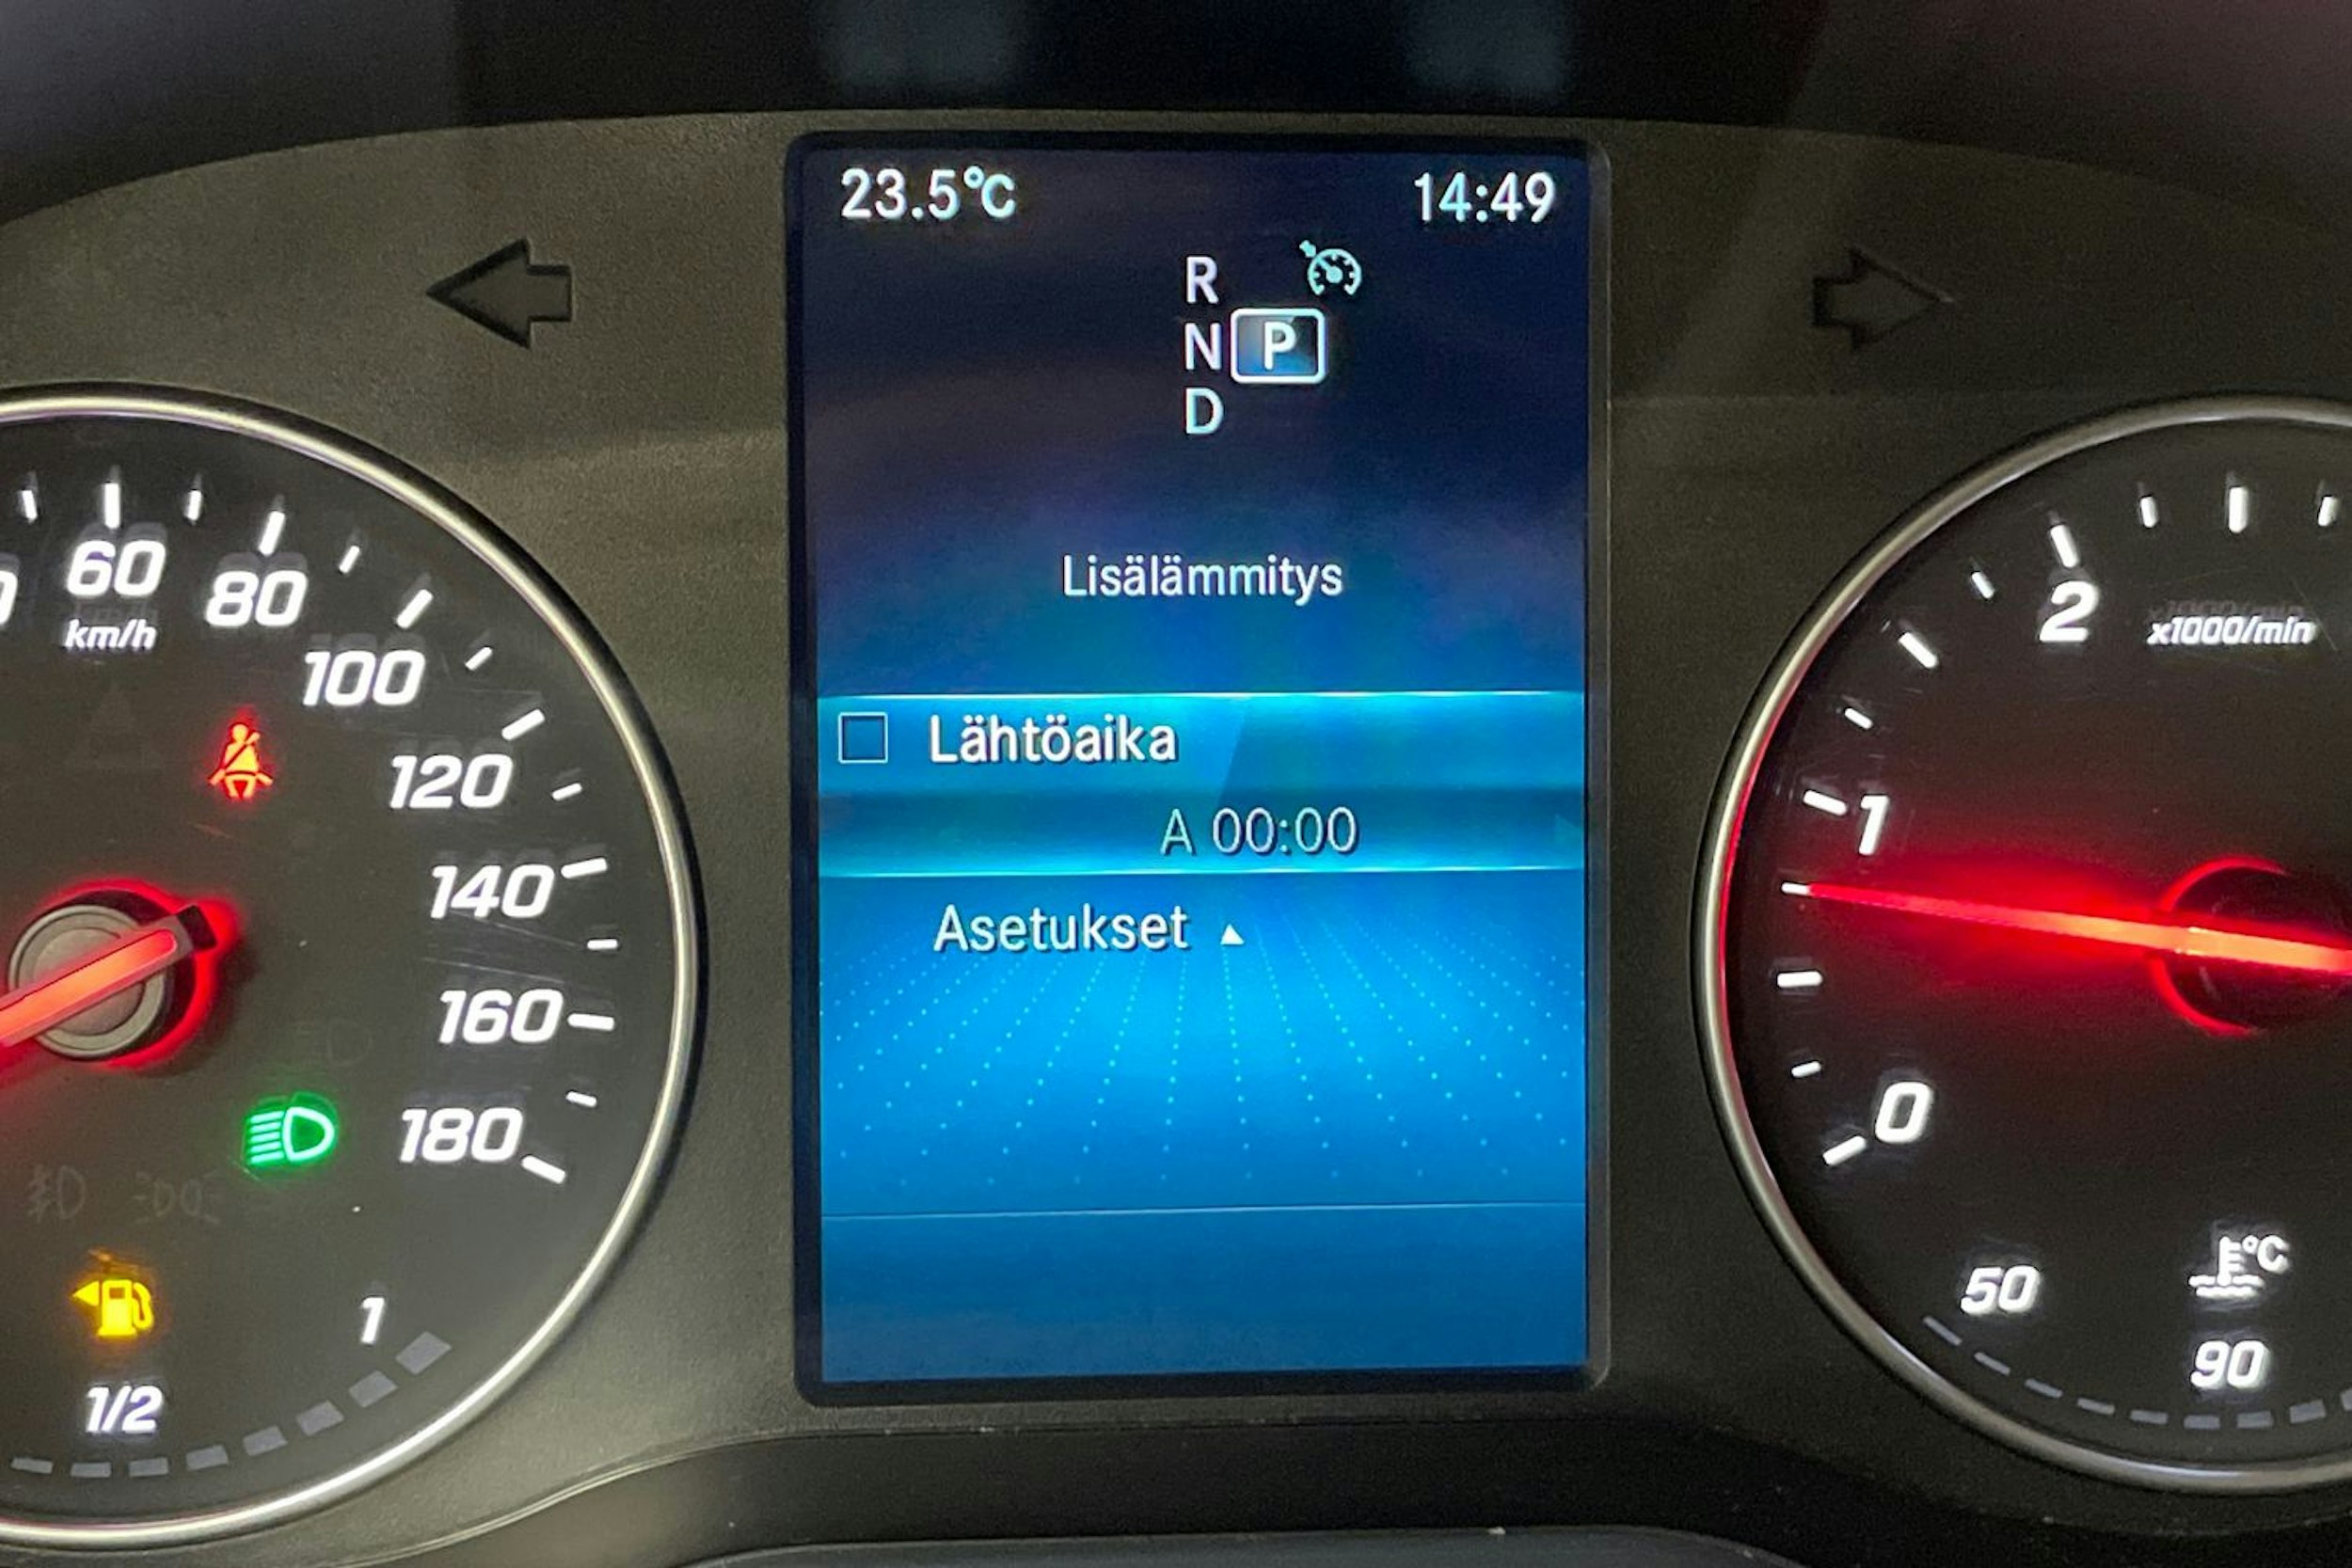 23.5°C 14:49
R
N P
D
Lisälämmitys
Lähtöaika
A 00:00
Asetukset
60
km/h
80
100
120
140
160
180
1
1/2
2
x1000/min
1
0
50
°C
90